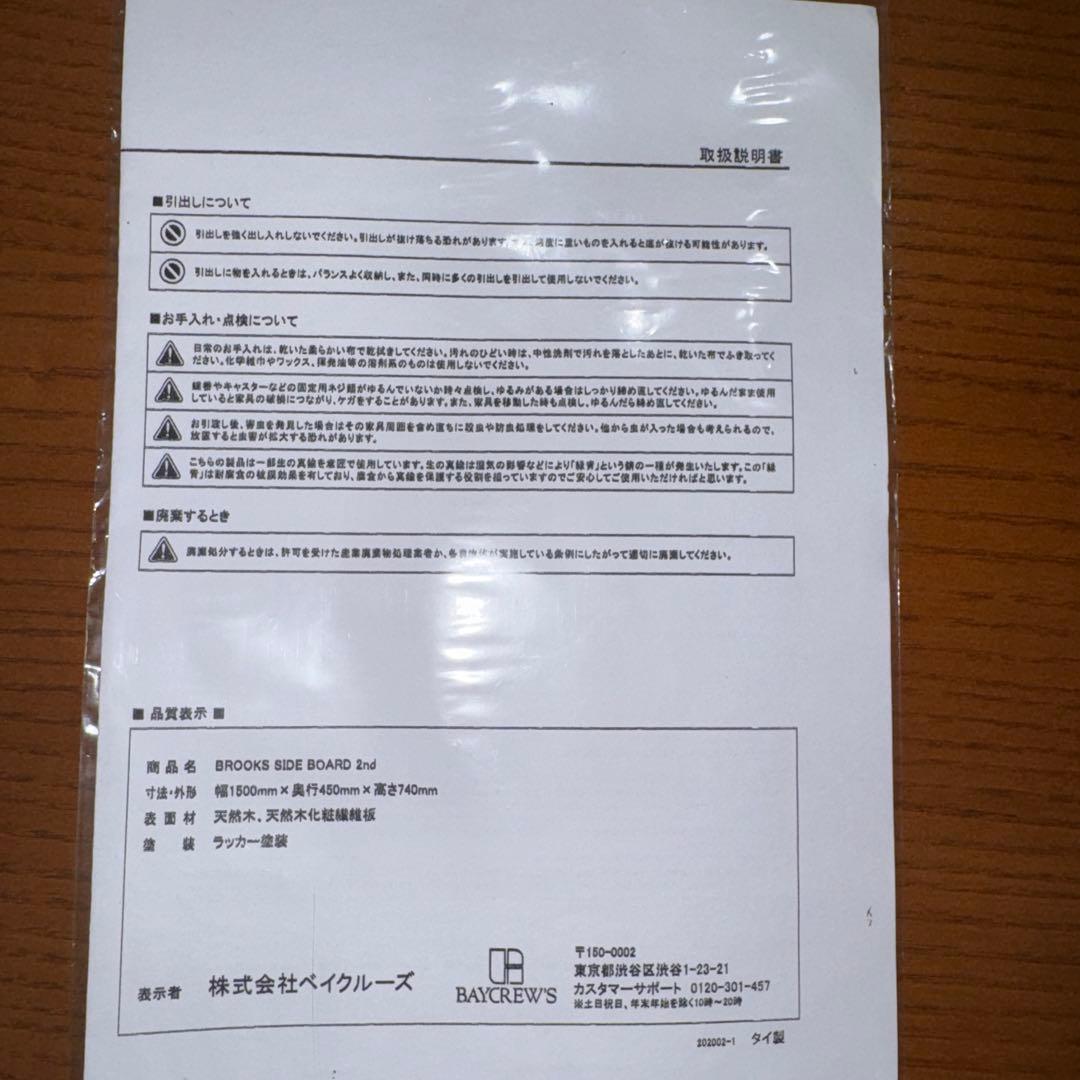 取扱説明書
■引出しについて
引出しを強く出し入れしないでください。引出しが抜け落ちる恐れがあります。 過度に重いものを入れると底が抜ける可能性があります。
引出しに物を入れるときは、バランスよく収納し、また、同時に多くの引出しを引出して使用しないでください。
■お手入れ・点検について
日常のお手入れは、乾いた柔らかい布で乾拭きしてください。汚れのひどい時は、中性洗剤で汚れを落としたあとに、乾いた布でふき取ってく
ださい。化学雑巾やワックス、揮発油等の溶剤系のものは使用しないでください。
蝶番やキャスターなどの固定用ネジ類がゆるんでいないか時々点検し、ゆるみがある場合はしっかり締め直してください。ゆるんだまま使用
していると家具の破損につながり、ケガをすることがあります。また、家具を移動した時も点検し、ゆるんだら締め直してください。
お引渡し後、害虫を発見した場合はその家具周囲を含め直ちに殺虫や防虫処理をしてください。他から虫が入った場合も考えられるので、
放置すると虫害が拡大する恐れがあります。
こちらの製品は一部生の真鍮を意匠で使用しています。生の真鍮は湿気の影響などにより「緑青」という錆の一種が発生いたします。この「緑
青」は耐腐食の被膜効果を有しており、腐食から真鍮を保護する役割を担っていますのでご安心してご使用いただければと思います。
■廃棄するとき
廃棄処分するときは、許可を受けた産業廃棄物処理業者か、各自治体が実施している条例にしたがって適切に廃棄してください。
■ 品質表示 ■
商品名 BROOKS SIDE BOARD 2nd
寸法・外形 幅1500mm×奥行450mm×高さ740mm
表面材 天然木、天然木化粧繊維板
塗装 ラッカー塗装
表示者 株式会社ベイクルーズ
BAYCREW'S
〒150-0002
東京都渋谷区渋谷1-23-21
カスタマーサポート 0120-301-457
※土日祝日、年末年始を除く10時～20時
202002-1 タイ製